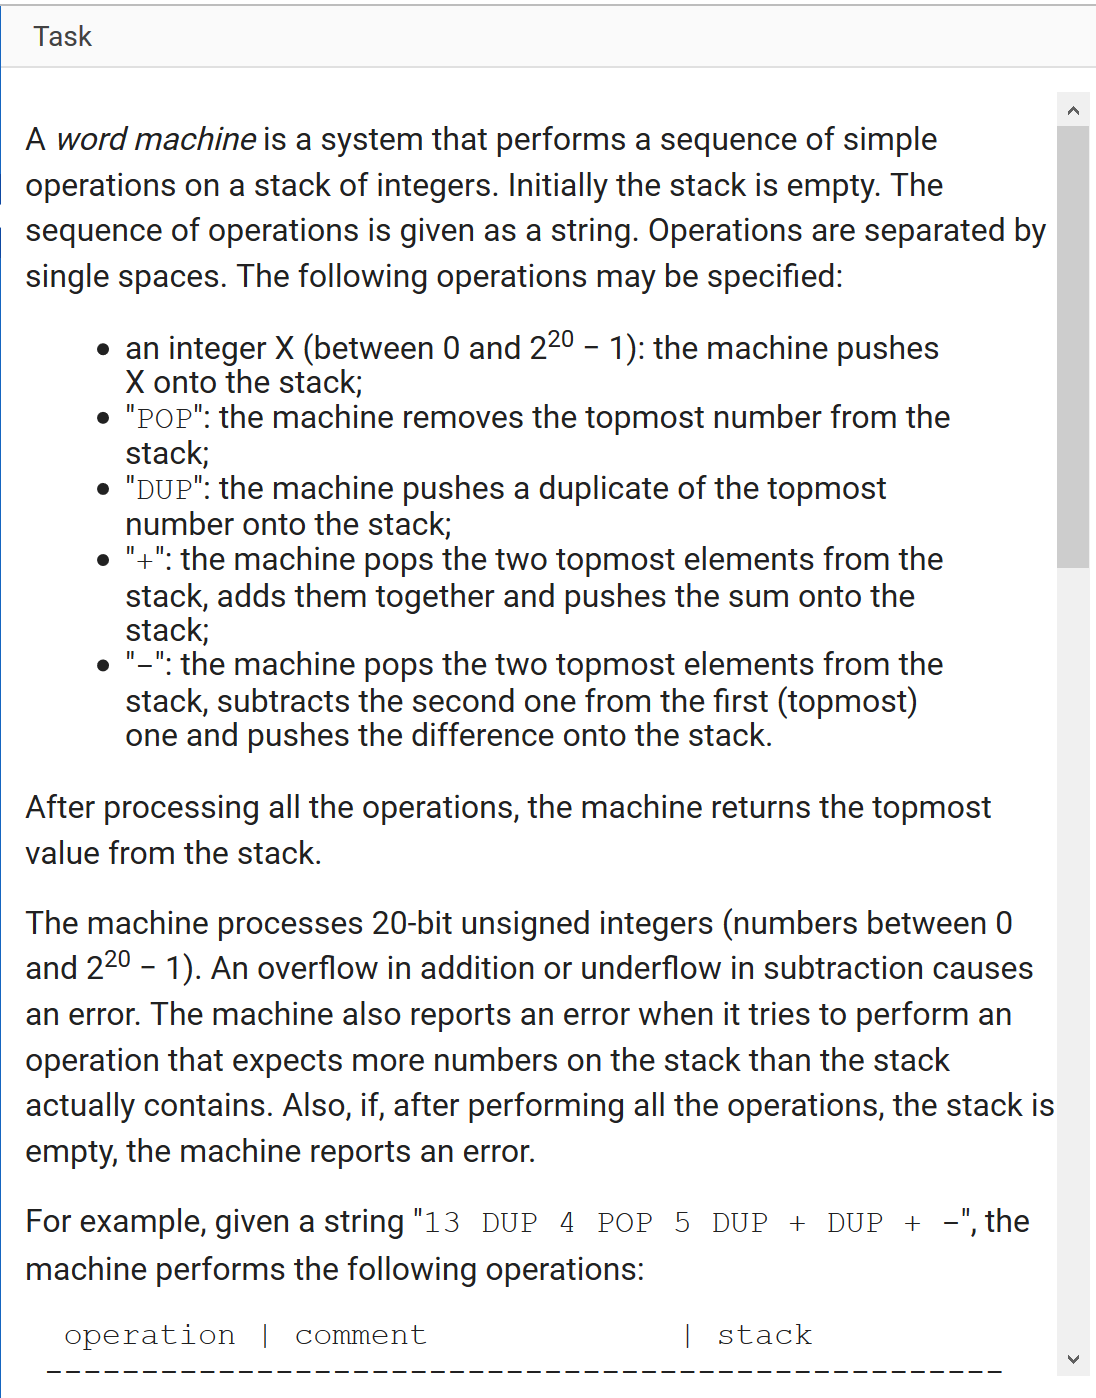 Task
A word machine is a system that performs a sequence of simple
operations on a stack of integers. Initially the stack is empty. The
sequence of operations is given as a string. Operations are separated by
single spaces. The following operations may be specified:
• an integer X (between 0 and 2²⁰ − 1): the machine pushes
X onto the stack;
• "POP": the machine removes the topmost number from the
stack;
• "DUP": the machine pushes a duplicate of the topmost
number onto the stack;
• "+": the machine pops the two topmost elements from the
stack, adds them together and pushes the sum onto the
stack;
• "−": the machine pops the two topmost elements from the
stack, subtracts the second one from the first (topmost)
one and pushes the difference onto the stack.
After processing all the operations, the machine returns the topmost
value from the stack.
The machine processes 20-bit unsigned integers (numbers between 0
and 2²⁰ − 1). An overflow in addition or underflow in subtraction causes
an error. The machine also reports an error when it tries to perform an
operation that expects more numbers on the stack than the stack
actually contains. Also, if, after performing all the operations, the stack is
empty, the machine reports an error.
For example, given a string "13 DUP 4 POP 5 DUP + DUP + −", the
machine performs the following operations:
operation | comment | stack
---------------------------------------------------